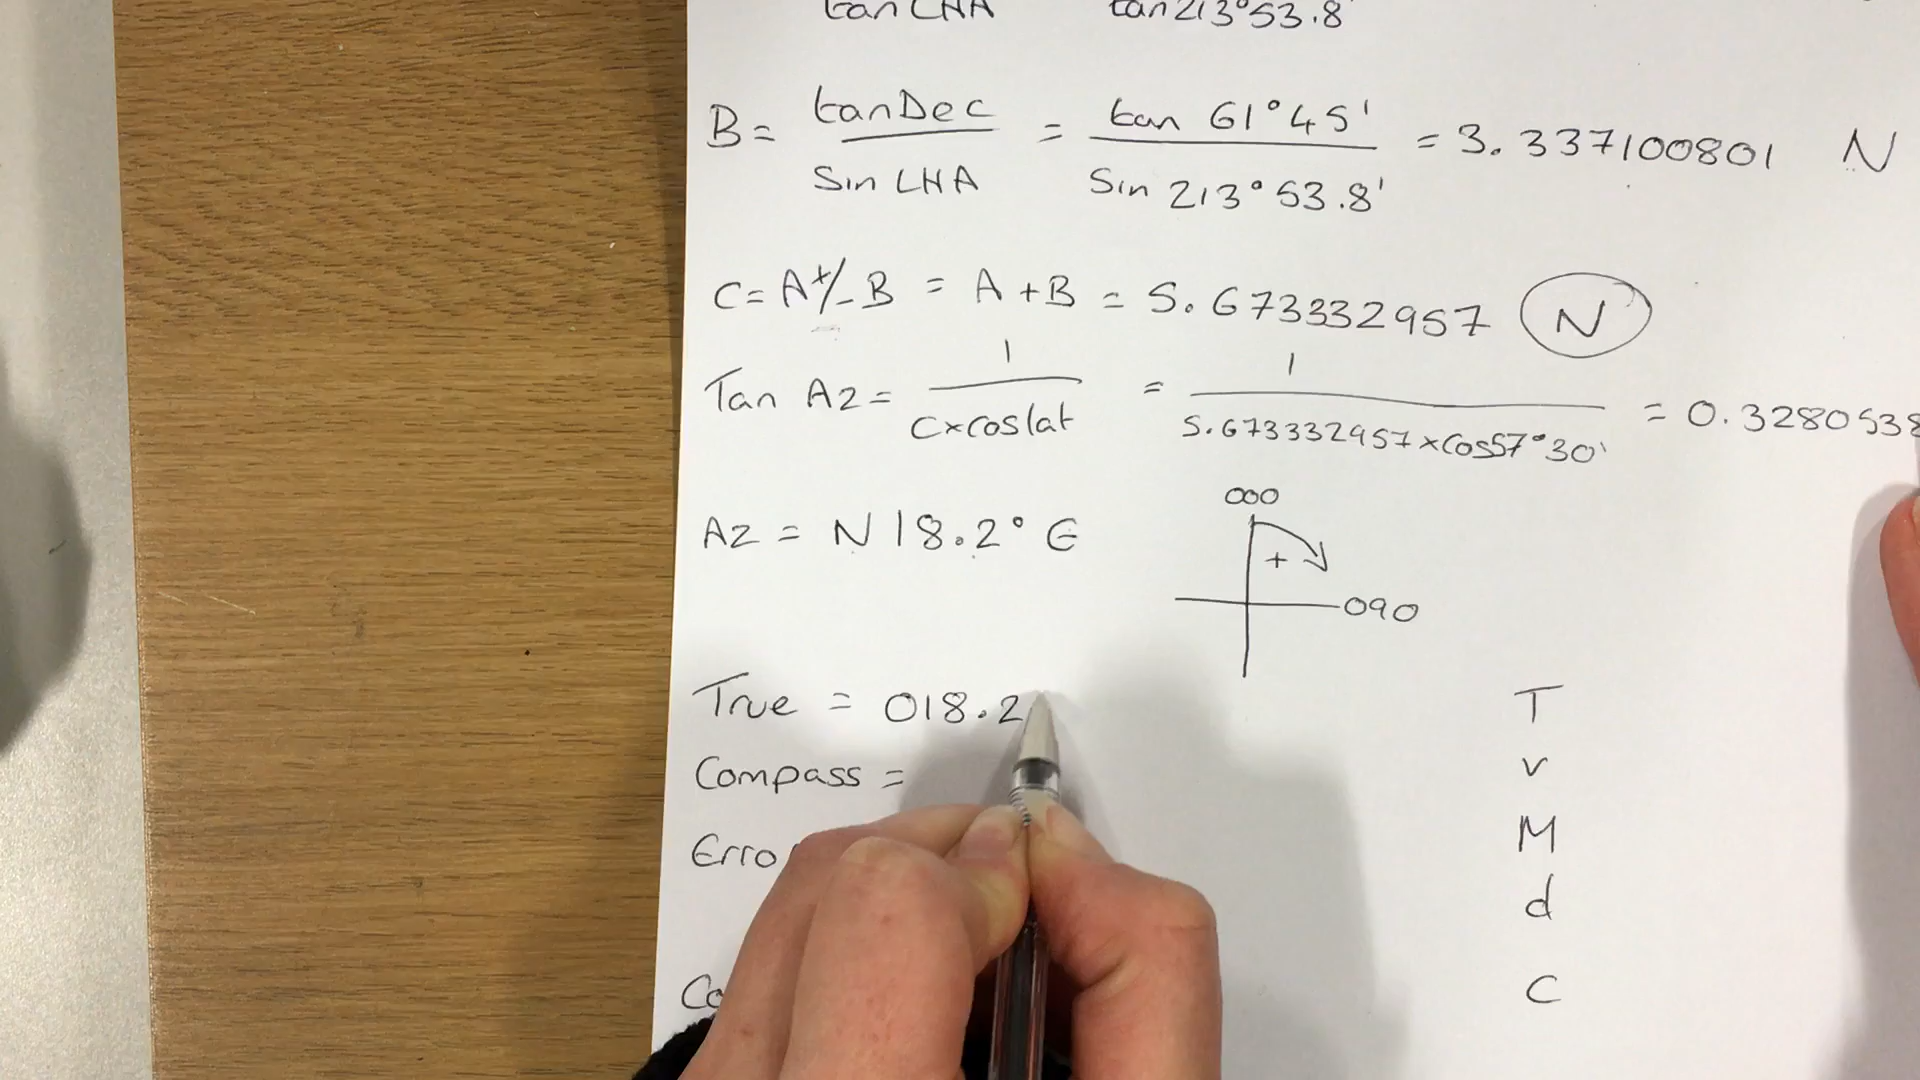 tan LHA tan 213°53.8'
B = tanDec / Sin LHA = tan 61°45' / Sin 213°53.8' = 3.337100801 N
C = A +/- B = A + B = 5.673332957 N
Tan Az = 1 / C×coslat = 1 / 5.673332957×Cos57°30' = 0.3280538
Az = N 18.2° E
000
+
090
True = 018.2
T
Compass =
v
M
d
C